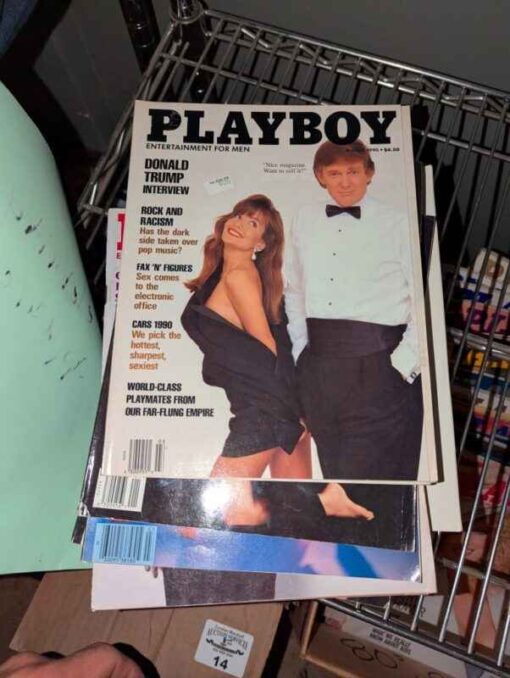 PLAYBOY
ENTERTAINMENT FOR MEN
DONALD
TRUMP
INTERVIEW
"Nice magazine.
Want to sell it?"
ROCK AND
RACISM
Has the dark
side taken over
pop music?
FAX 'N' FIGURES
Sex comes
to the
electronic
office
CARS 1990
We pick the
hottest,
sharpest,
sexiest
WORLD-CLASS
PLAYMATES FROM
OUR FAR-FLUNG EMPIRE
14